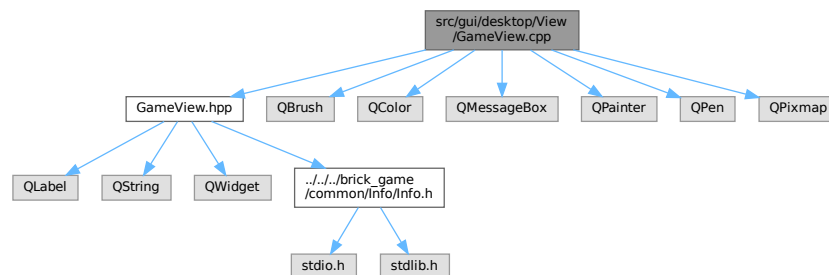 src/gui/desktop/View
/GameView.cpp
GameView.hpp
QBrush
QColor
QMessageBox
QPainter
QPen
QPixmap
QLabel
QString
QWidget
../../../brick_game
/common/Info/Info.h
stdio.h
stdlib.h